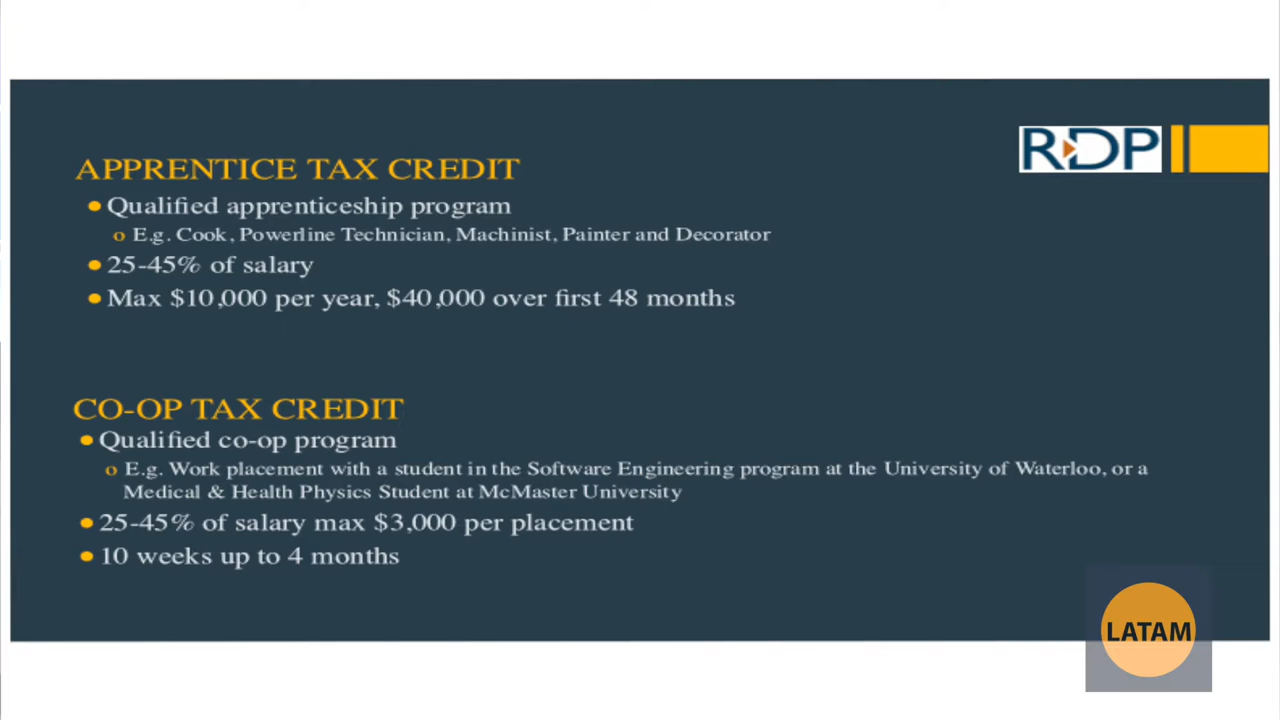 RDP
APPRENTICE TAX CREDIT
Qualified apprenticeship program
o E.g. Cook, Powerline Technician, Machinist, Painter and Decorator
25-45% of salary
Max $10,000 per year, $40,000 over first 48 months
CO-OP TAX CREDIT
Qualified co-op program
o E.g. Work placement with a student in the Software Engineering program at the University of Waterloo, or a
Medical & Health Physics Student at McMaster University
25-45% of salary max $3,000 per placement
10 weeks up to 4 months
LATAM